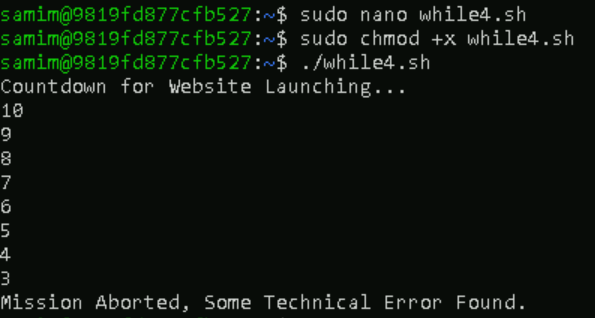 samim@9819fd877cfb527:~$ sudo nano while4.sh
samim@9819fd877cfb527:~$ sudo chmod +x while4.sh
samim@9819fd877cfb527:~$ ./while4.sh
Countdown for Website Launching...
10
9
8
7
6
5
4
3
Mission Aborted, Some Technical Error Found.